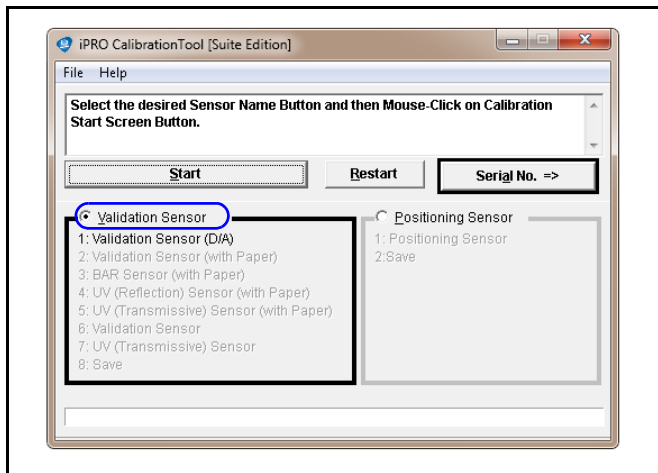 iPRO CalibrationTool [Suite Edition]
File Help
Select the desired Sensor Name Button and then Mouse-Click on Calibration
Start Screen Button.
Start Restart Serial No. =>
Validation Sensor
1: Validation Sensor (D/A)
2: Validation Sensor (with Paper)
3: BAR Sensor (with Paper)
4: UV (Reflection) Sensor (with Paper)
5: UV (Transmissive) Sensor (with Paper)
6: Validation Sensor
7: UV (Transmissive) Sensor
8: Save
Positioning Sensor
1: Positioning Sensor
2:Save